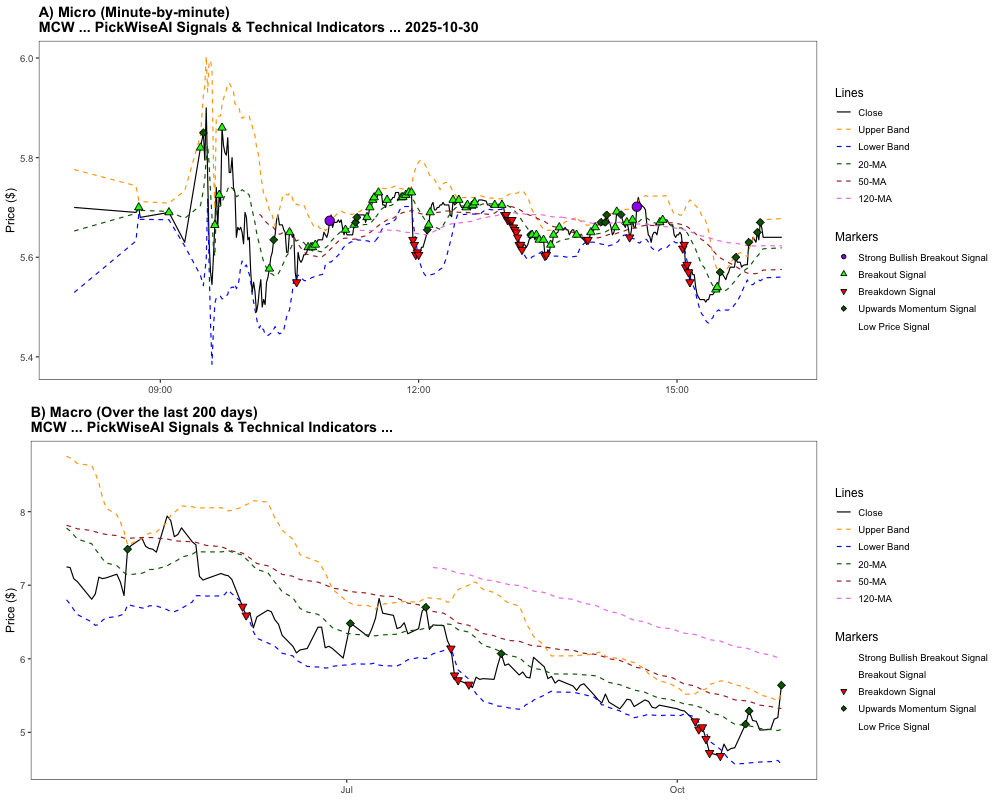 A) Micro (Minute-by-minute)
MCW ... PickWiseAI Signals & Technical Indicators ... 2025-10-30
Price ($)
6.0
5.8
5.6
5.4
09:00
12:00
15:00
Lines
Close
Upper Band
Lower Band
20-MA
50-MA
120-MA
Markers
Strong Bullish Breakout Signal
Breakout Signal
Breakdown Signal
Upwards Momentum Signal
Low Price Signal
B) Macro (Over the last 200 days)
MCW ... PickWiseAI Signals & Technical Indicators ...
Price ($)
8
7
6
5
Jul
Oct
Lines
Close
Upper Band
Lower Band
20-MA
50-MA
120-MA
Markers
Strong Bullish Breakout Signal
Breakout Signal
Breakdown Signal
Upwards Momentum Signal
Low Price Signal